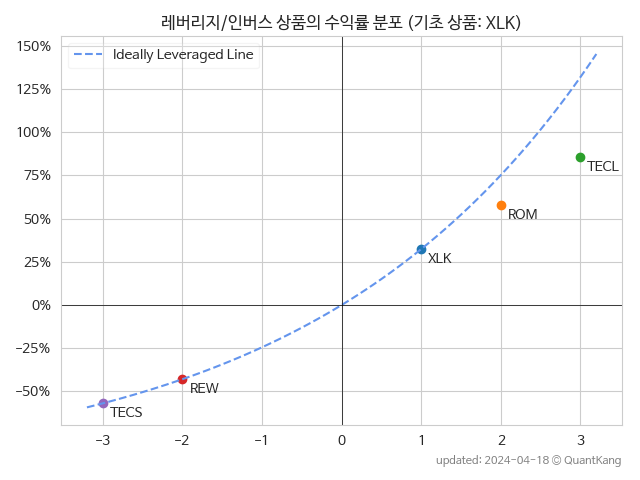 레버리지/인버스 상품의 수익률 분포 (기초 상품: XLK)
150%
125%
100%
75%
50%
25%
0%
−25%
−50%
Ideally Leveraged Line
TECL
ROM
XLK
REW
TECS
−3
−2
−1
0
1
2
3
updated: 2024-04-18 © QuantKang